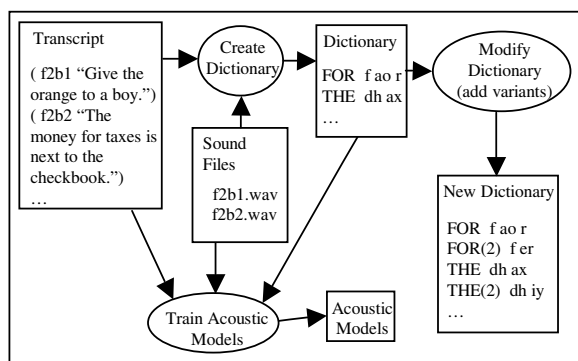 Transcript
( f2b1 “Give the
orange to a boy.”)
( f2b2 “The
money for taxes is
next to the
checkbook.”)
…
Create
Dictionary
Dictionary
FOR f ao r
THE dh ax
…
Modify
Dictionary
(add variants)
Sound
Files
f2b1.wav
f2b2.wav
New Dictionary
FOR f ao r
FOR(2) f er
THE dh ax
THE(2) dh iy
…
Train Acoustic
Models
Acoustic
Models